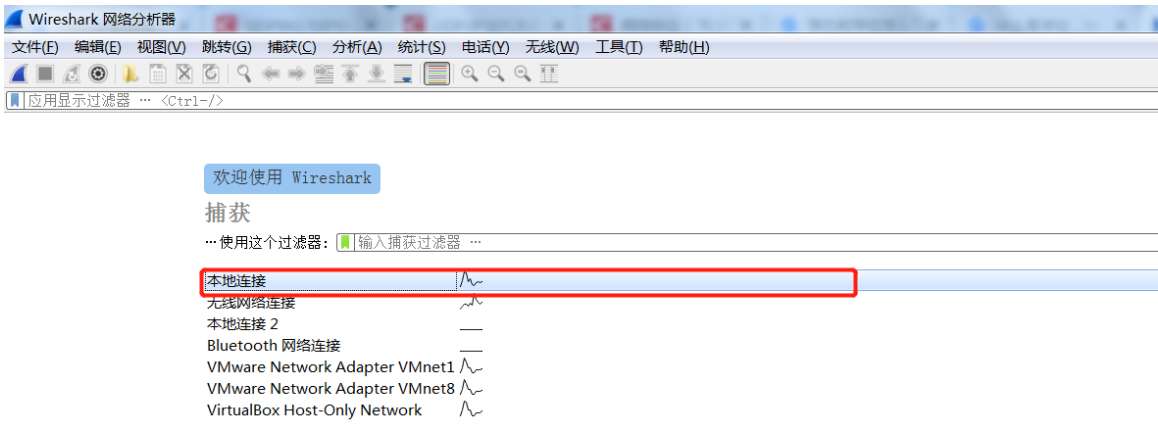 Wireshark 网络分析器
文件(F) 编辑(E) 视图(V) 跳转(G) 捕获(C) 分析(A) 统计(S) 电话(Y) 无线(W) 工具(T) 帮助(H)
应用显示过滤器 … <Ctrl-/>
欢迎使用 Wireshark
捕获
…使用这个过滤器: 输入捕获过滤器 …
本地连接
无线网络连接
本地连接 2
Bluetooth 网络连接
VMware Network Adapter VMnet1
VMware Network Adapter VMnet8
VirtualBox Host-Only Network